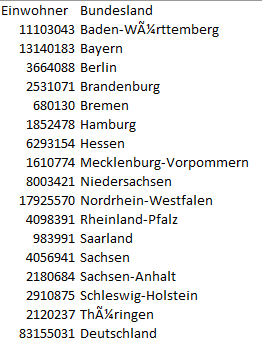 Einwohner Bundesland
11103043 Baden-WÃ¼rttemberg
13140183 Bayern
3664088 Berlin
2531071 Brandenburg
680130 Bremen
1852478 Hamburg
6293154 Hessen
1610774 Mecklenburg-Vorpommern
8003421 Niedersachsen
17925570 Nordrhein-Westfalen
4098391 Rheinland-Pfalz
983991 Saarland
4056941 Sachsen
2180684 Sachsen-Anhalt
2910875 Schleswig-Holstein
2120237 ThÃ¼ringen
83155031 Deutschland